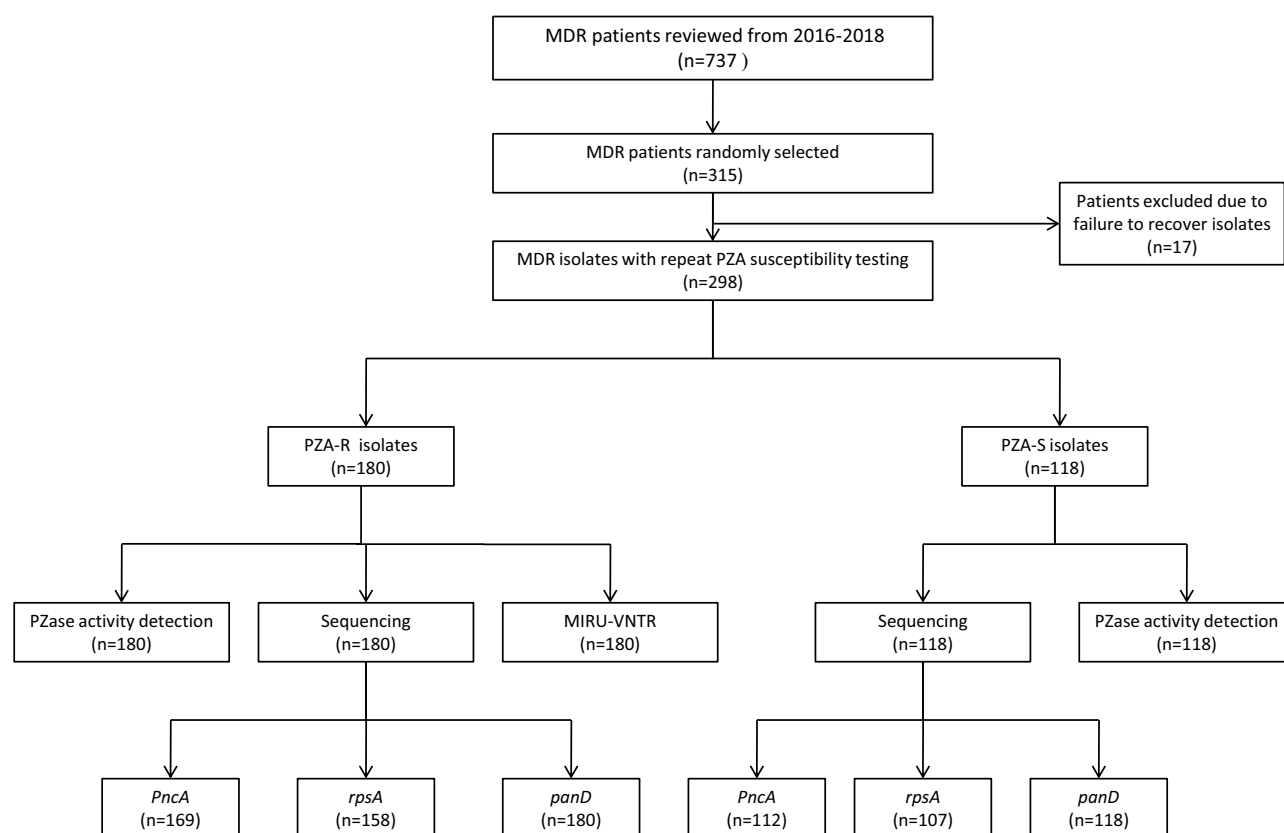 MDR patients reviewed from 2016-2018
(n=737 )
MDR patients randomly selected
(n=315)
Patients excluded due to
failure to recover isolates
(n=17)
MDR isolates with repeat PZA susceptibility testing
(n=298)
PZA-R isolates
(n=180)
PZA-S isolates
(n=118)
PZase activity detection
(n=180)
Sequencing
(n=180)
MIRU-VNTR
(n=180)
Sequencing
(n=118)
PZase activity detection
(n=118)
PncA
(n=169)
rpsA
(n=158)
panD
(n=180)
PncA
(n=112)
rpsA
(n=107)
panD
(n=118)